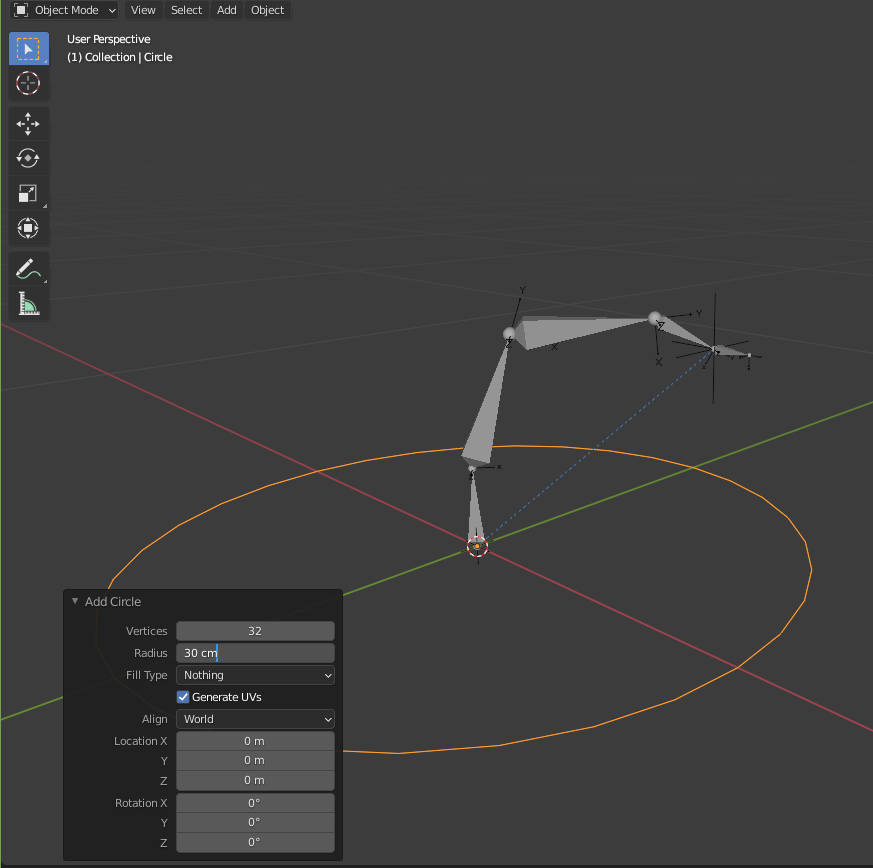 Object Mode View Select Add Object
User Perspective
(1) Collection | Circle
Y
Z
X
Y
X
x
Add Circle
Vertices 32
Radius 30 cm
Fill Type Nothing
Generate UVs
Align World
Location X 0 m
Y 0 m
Z 0 m
Rotation X 0°
Y 0°
Z 0°